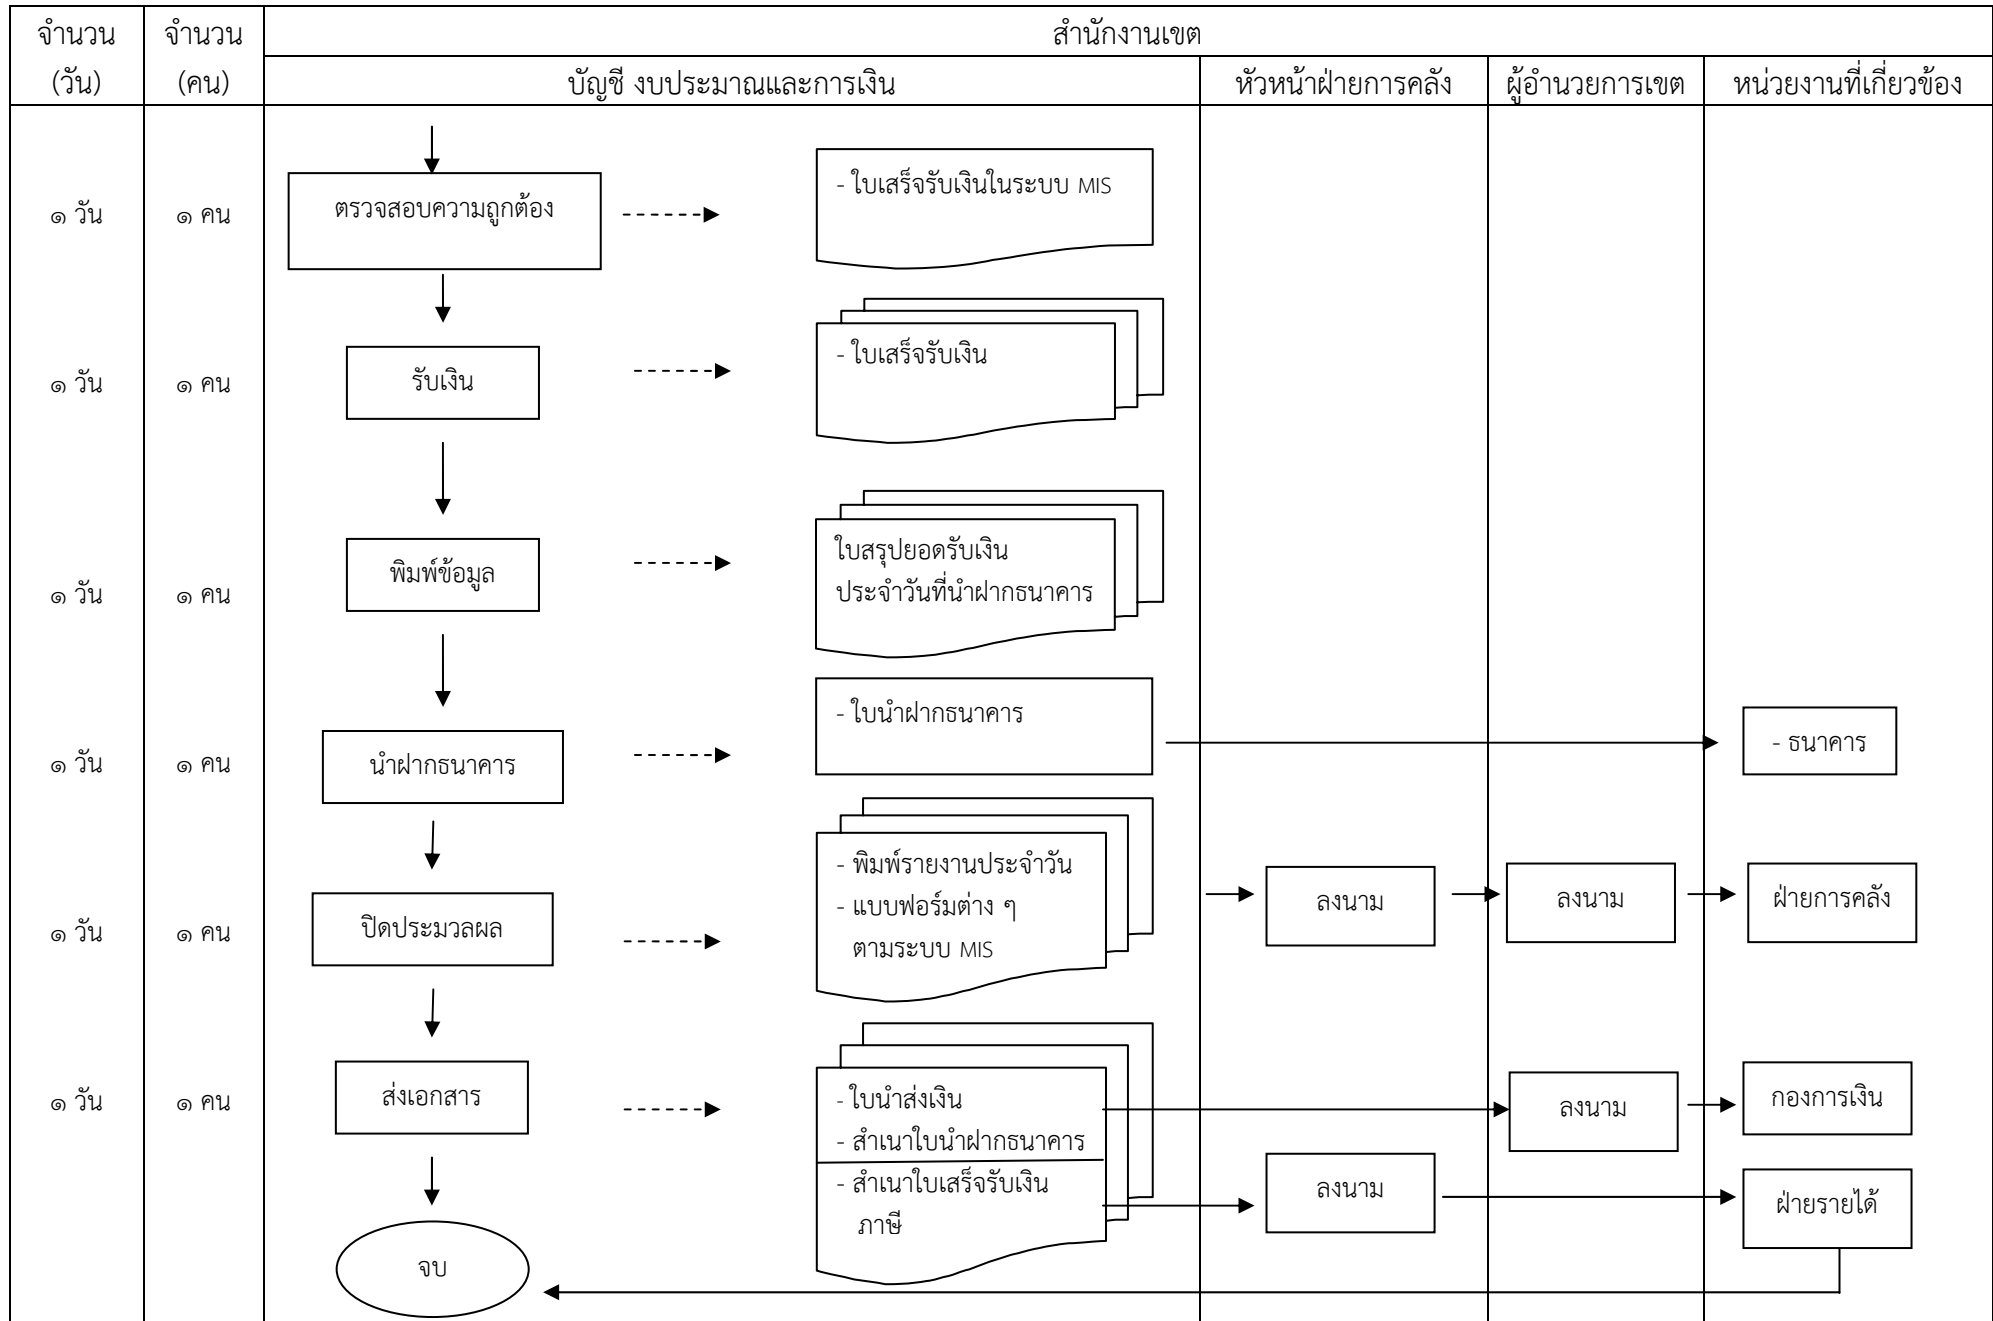 จำนวน
(วัน)
จำนวน
(คน)
สำนักงานเขต
บัญชี งบประมาณและการเงิน
หัวหน้าฝ่ายการคลัง
ผู้อำนวยการเขต
หน่วยงานที่เกี่ยวข้อง
๑ วัน
๑ คน
ตรวจสอบความถูกต้อง
- ใบเสร็จรับเงินในระบบ MIS
๑ วัน
๑ คน
รับเงิน
- ใบเสร็จรับเงิน
๑ วัน
๑ คน
พิมพ์ข้อมูล
ใบสรุปยอดรับเงิน
ประจำวันที่นำฝากธนาคาร
๑ วัน
๑ คน
นำฝากธนาคาร
- ใบนำฝากธนาคาร
- ธนาคาร
๑ วัน
๑ คน
ปิดประมวลผล
- พิมพ์รายงานประจำวัน
- แบบฟอร์มต่าง ๆ
ตามระบบ MIS
ลงนาม
ลงนาม
ฝ่ายการคลัง
๑ วัน
๑ คน
ส่งเอกสาร
- ใบนำส่งเงิน
- สำเนาใบนำฝากธนาคาร
ลงนาม
กองการเงิน
- สำเนาใบเสร็จรับเงิน
ภาษี
ลงนาม
ฝ่ายรายได้
จบ